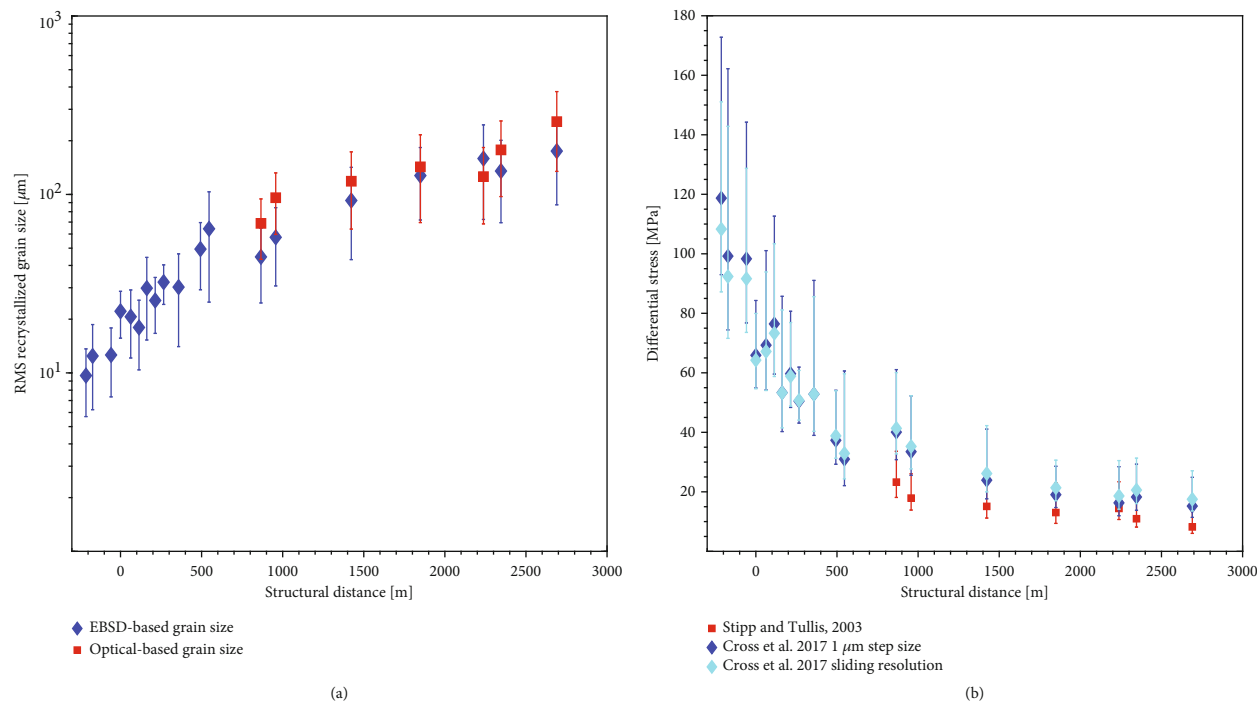 10³
10²
10¹
RMS recrystallized grain size [μm]
0 500 1000 1500 2000 2500 3000
Structural distance [m]
EBSD-based grain size
Optical-based grain size
(a)
180
160
140
120
100
80
60
40
20
Differential stress [MPa]
0 500 1000 1500 2000 2500 3000
Structural distance [m]
Stipp and Tullis, 2003
Cross et al. 2017 1 μm step size
Cross et al. 2017 sliding resolution
(b)